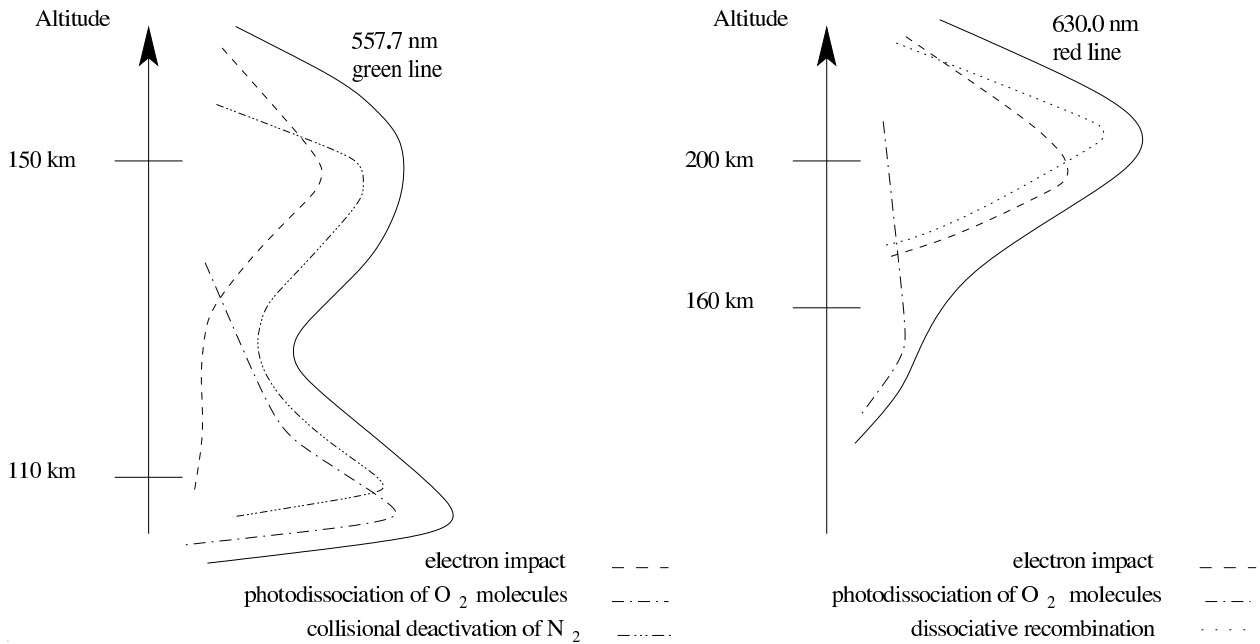 Altitude
557.7 nm
green line
150 km
110 km
electron impact
photodissociation of O 2 molecules
collisional deactivation of N 2
Altitude
630.0 nm
red line
200 km
160 km
electron impact
photodissociation of O 2 molecules
dissociative recombination